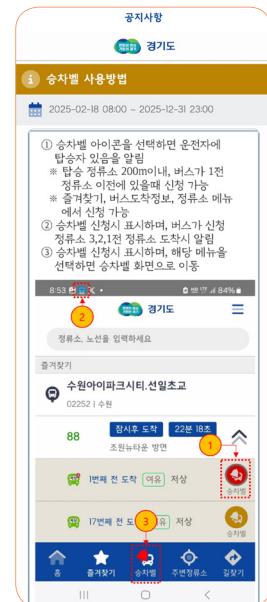 공지사항
경기도
승차벨 사용방법
2025-02-18 08:00 ~ 2025-12-31 23:00
① 승차벨 아이콘을 선택하면 운전자에
탑승자 있음을 알림
※ 탑승 정류소 200m이내, 버스가 1전
정류소 이전에 있을때 신청 가능
※ 즐겨찾기, 버스도착정보, 정류소 메뉴
에서 신청 가능
② 승차벨 신청시 표시하며, 버스가 신청
정류소 3,2,1전 정류소 도착시 알림
③ 승차벨 신청시 표시하며, 해당 메뉴을
선택하면 승차벨 화면으로 이동
8:53
84%
2
경기도
정류소, 노선을 입력하세요
즐겨찾기
수원아이파크시티.선일초교
02252 | 수원
88
잠시후 도착
22분 18초
조원뉴타운 방면
1
1번째 전 도착
여유
저상
승차벨
3
17번째 전 도
유
저상
승차벨
홈
즐겨찾기
승차벨
주변정류소
길찾기